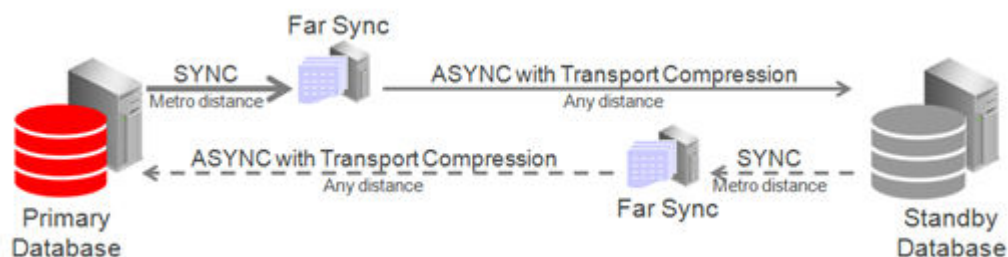 Far Sync
SYNC
Metro distance
ASYNC with Transport Compression
Any distance
ASYNC with Transport Compression
Any distance
SYNC
Metro distance
Far Sync
Primary
Database
Standby
Database